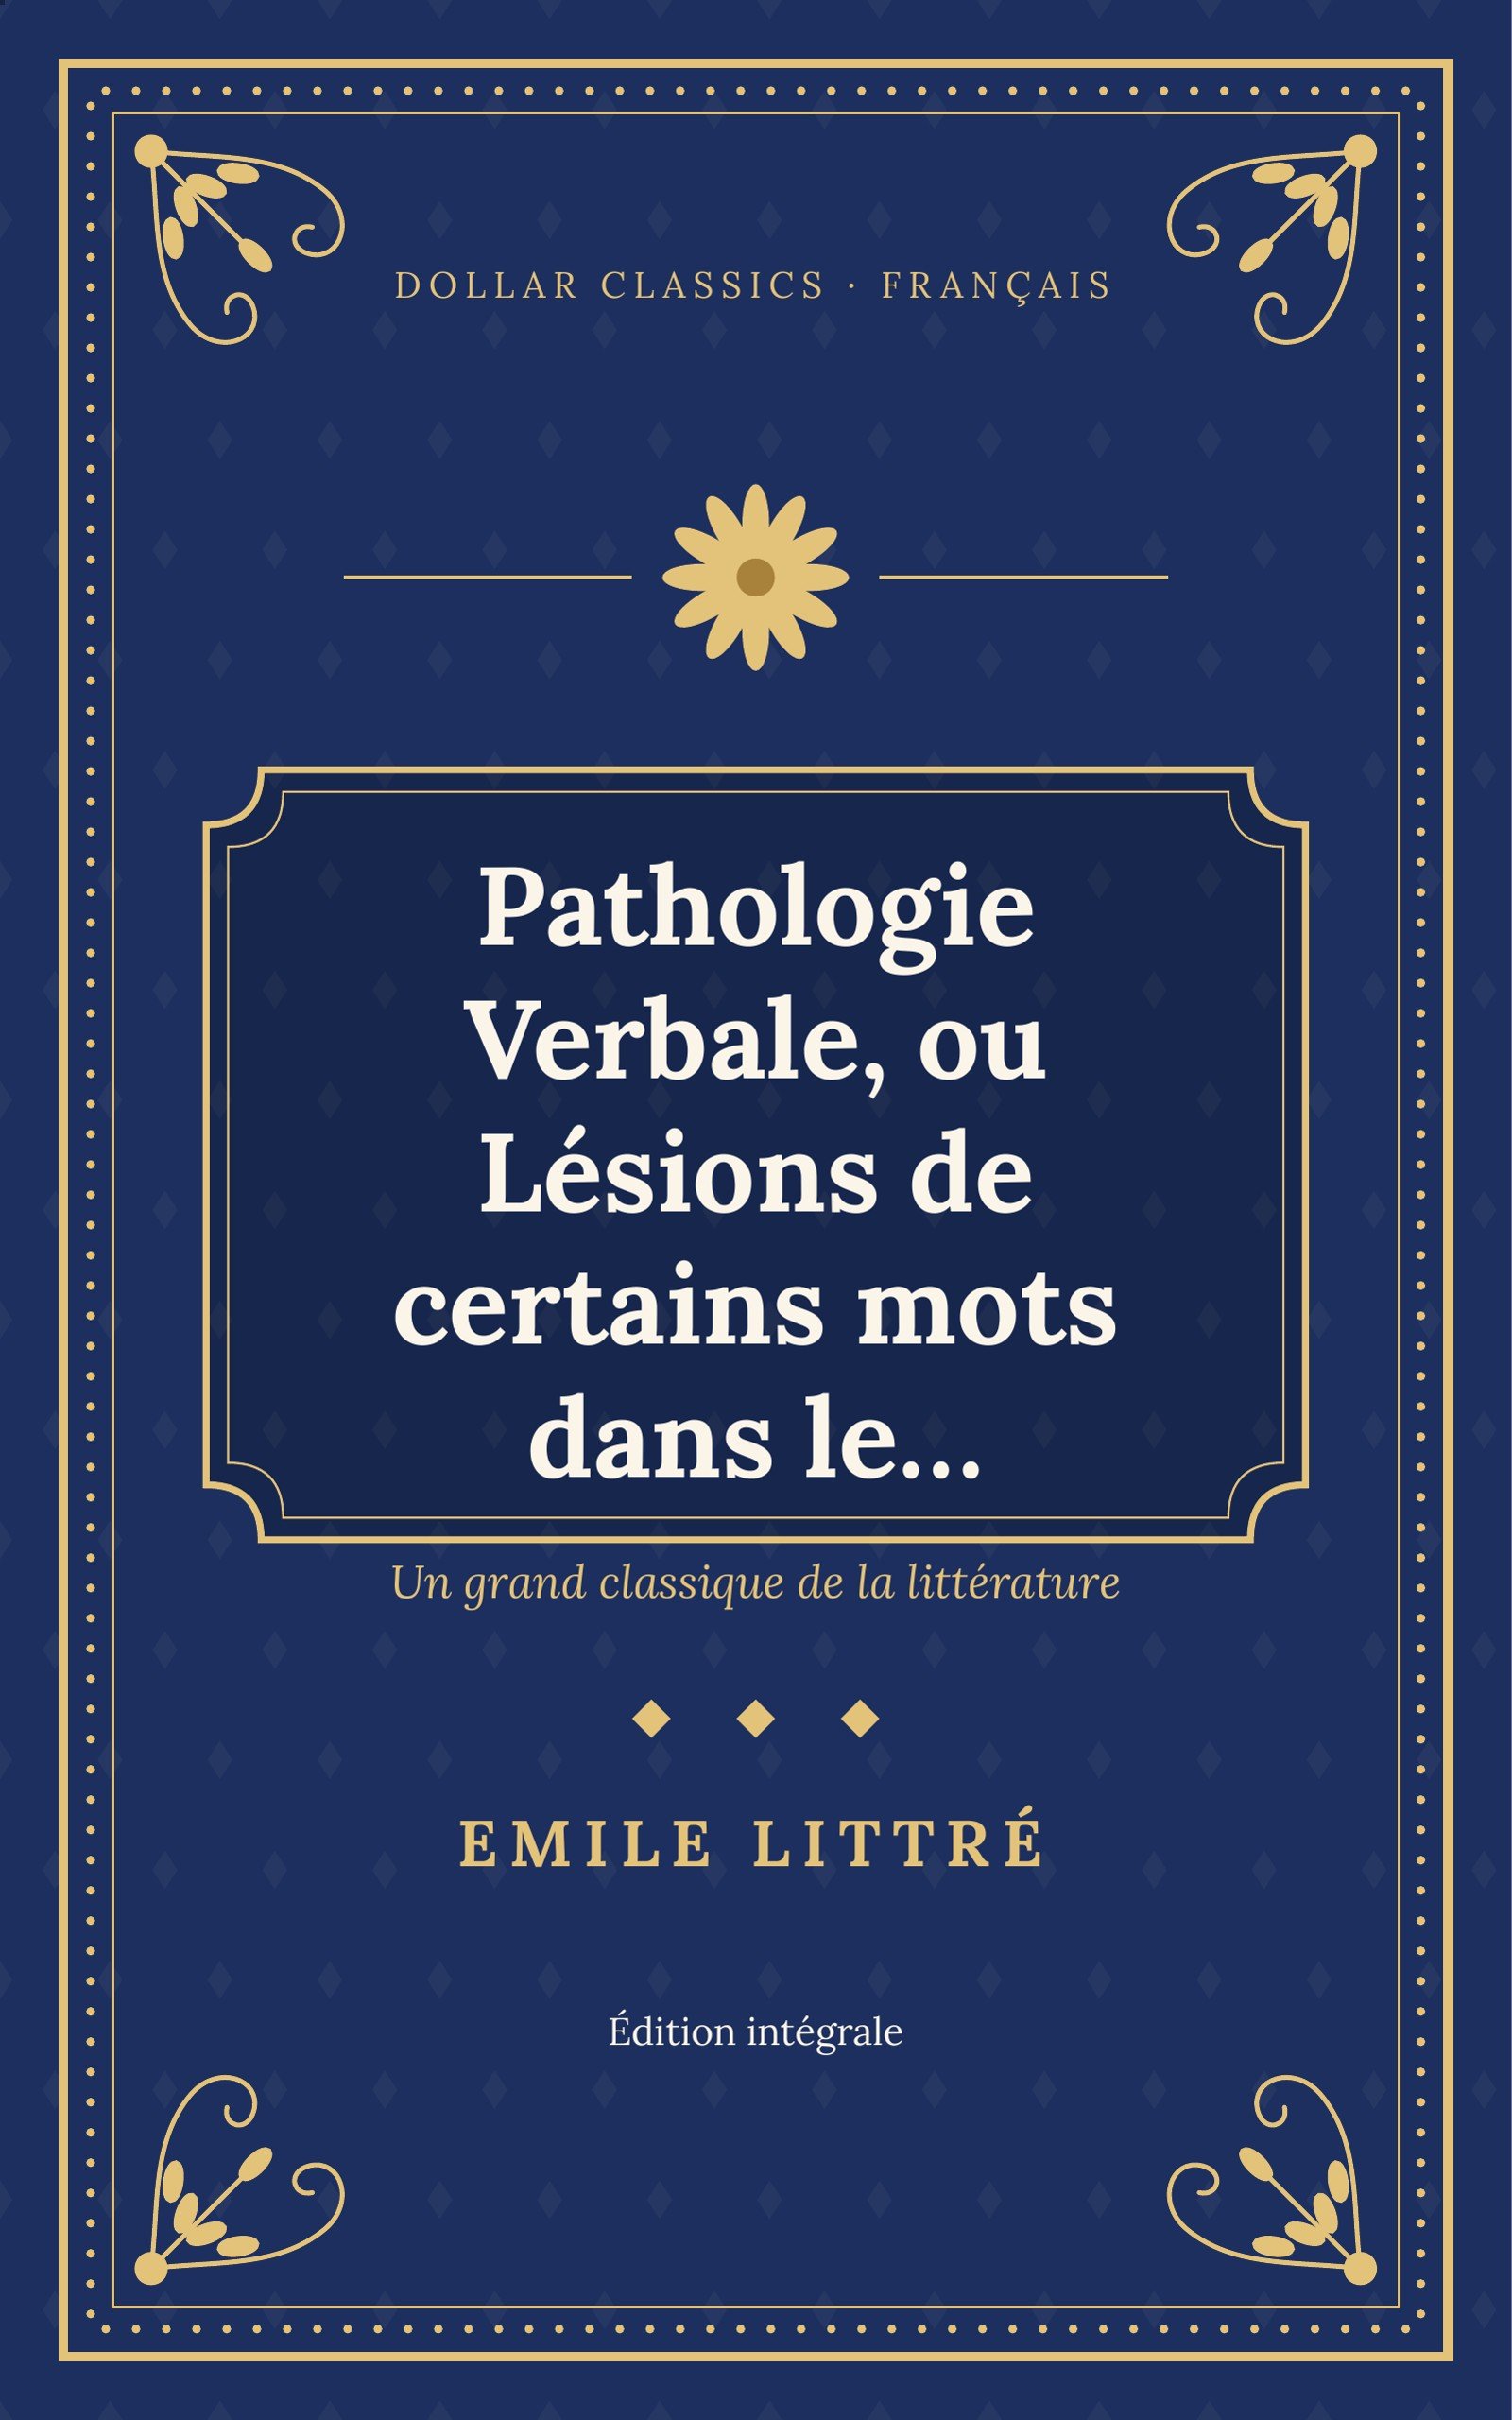 DOLLAR CLASSICS · FRANÇAIS
Pathologie
Verbale, ou
Lésions de
certains mots
dans le...
Un grand classique de la littérature
EMILE LITTRÉ
Édition intégrale